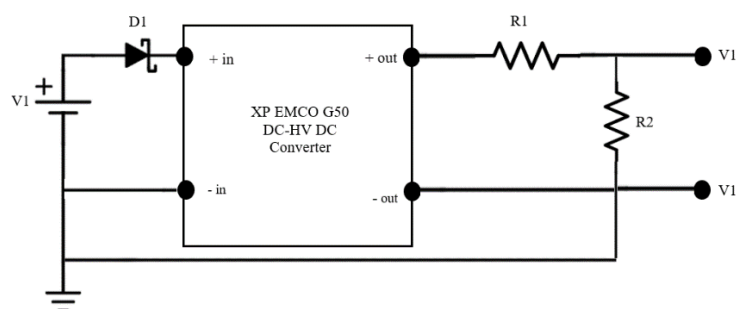 D1
R1
+ in
+ out
V1
V1
XP EMCO G50
DC-HV DC
Converter
R2
- in
- out
V1